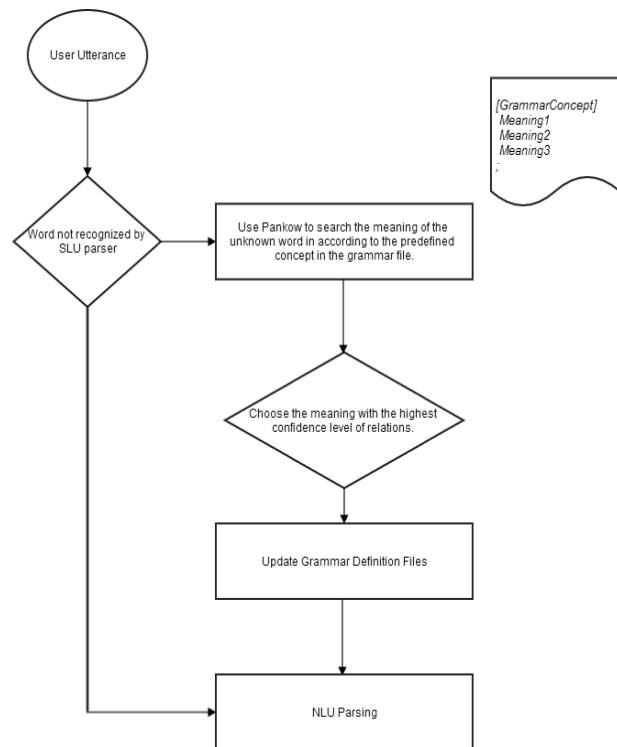 User Utterance
[GrammarConcept]
Meaning1
Meaning2
Meaning3
;
Word not recognized by
SLU parser
Use Pankow to search the meaning of the
unknown word in according to the predefined
concept in the grammar file.
Choose the meaning with the highest
confidence level of relations.
Update Grammar Definition Files
NLU Parsing